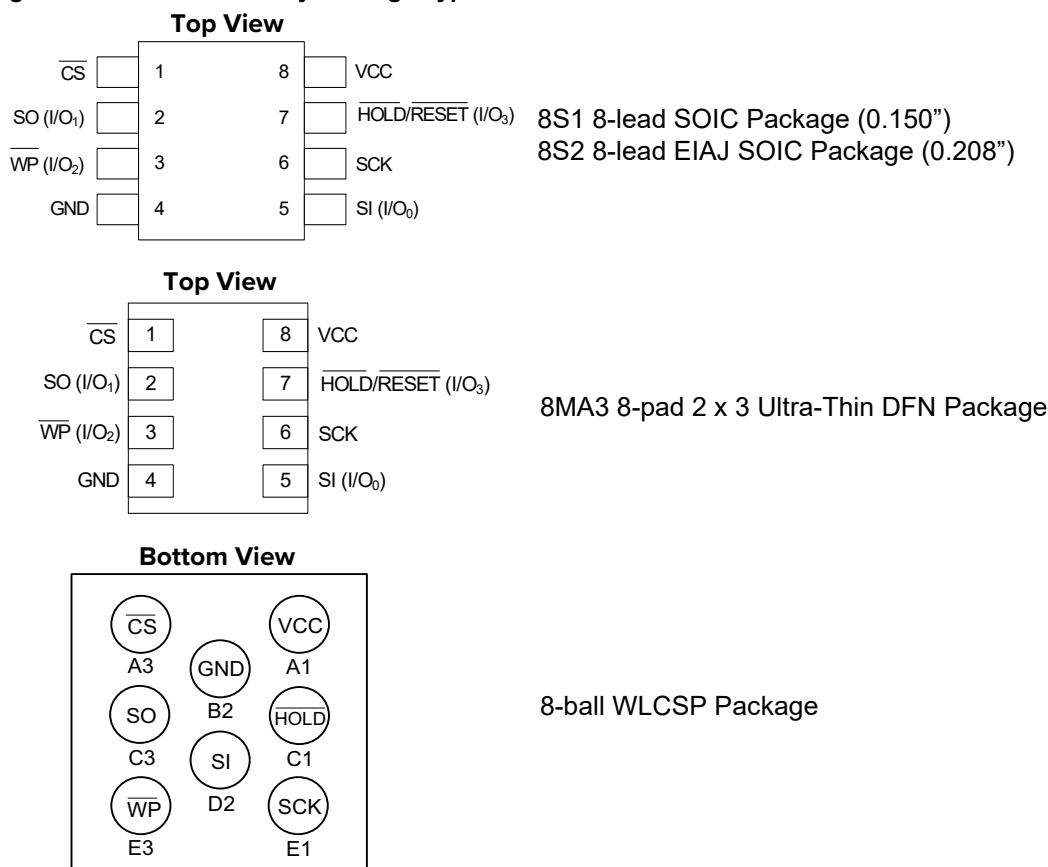 Top View
CS 1 8 VCC
SO (I/O₁) 2 7 HOLD/RESET (I/O₃)
WP (I/O₂) 3 6 SCK
GND 4 5 SI (I/O₀)
8S1 8-lead SOIC Package (0.150”)
8S2 8-lead EIAJ SOIC Package (0.208”)
Top View
CS 1 8 VCC
SO (I/O₁) 2 7 HOLD/RESET (I/O₃)
WP (I/O₂) 3 6 SCK
GND 4 5 SI (I/O₀)
8MA3 8-pad 2 x 3 Ultra-Thin DFN Package
Bottom View
CS VCC
A3 GND A1
B2
SO HOLD
C3 SI C1
D2
WP SCK
E3 E1
8-ball WLCSP Package